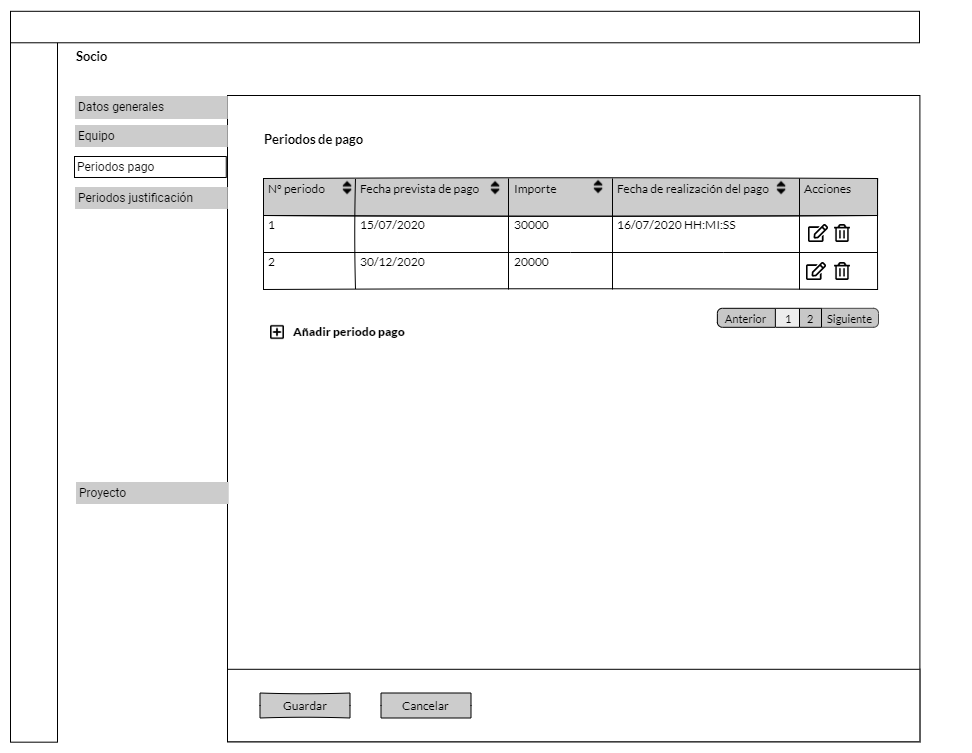 Socio
Datos generales
Equipo
Periodos pago
Periodos justificación
Proyecto
Periodos de pago
Nº periodo Fecha prevista de pago Importe Fecha de realización del pago Acciones
1 15/07/2020 30000 16/07/2020 HH:MI:SS
2 30/12/2020 20000
Anterior 1 2 Siguiente
Añadir periodo pago
Guardar Cancelar